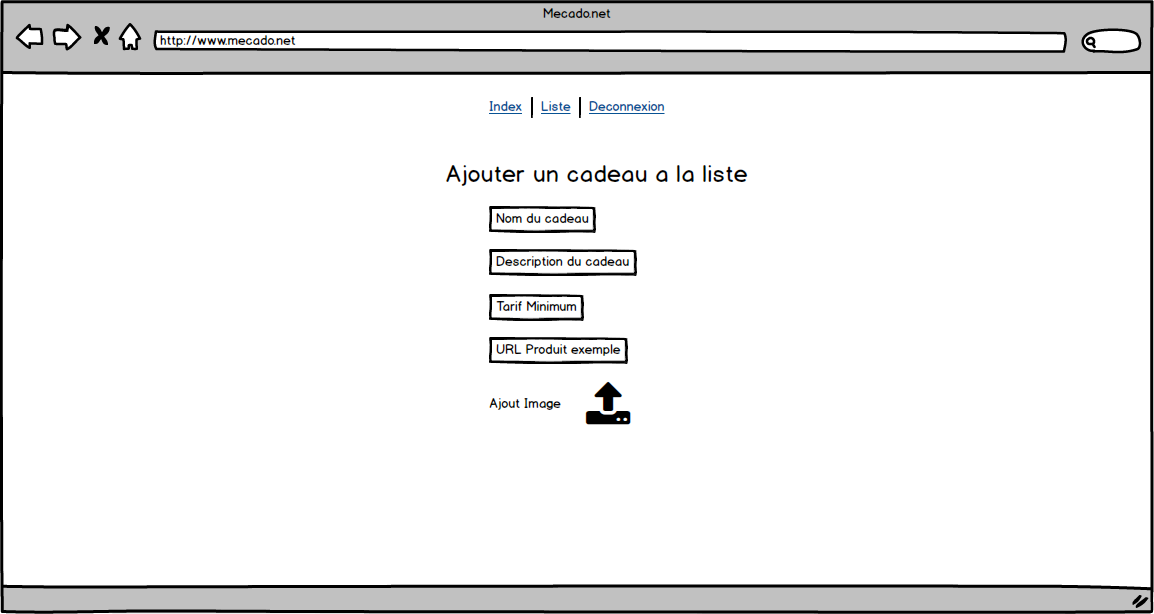 Mecado.net
http://www.mecado.net
Index | Liste | Deconnexion
Ajouter un cadeau a la liste
Nom du cadeau
Description du cadeau
Tarif Minimum
URL Produit exemple
Ajout Image